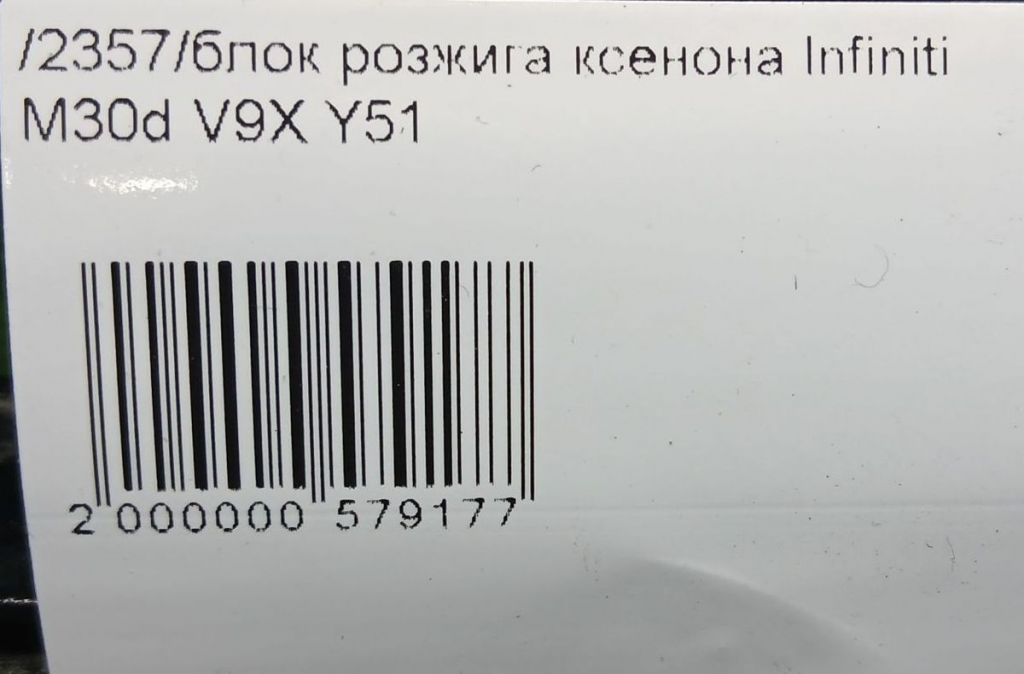 /2357/блок розжига ксенона Infiniti
M30d V9X Y51
2 000000 579177